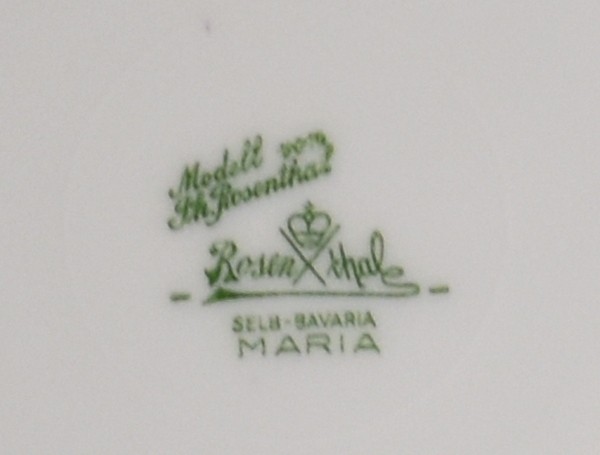 Modell von
Ph. Rosenthal
Rosenthal
SELB-BAVARIA
MARIA